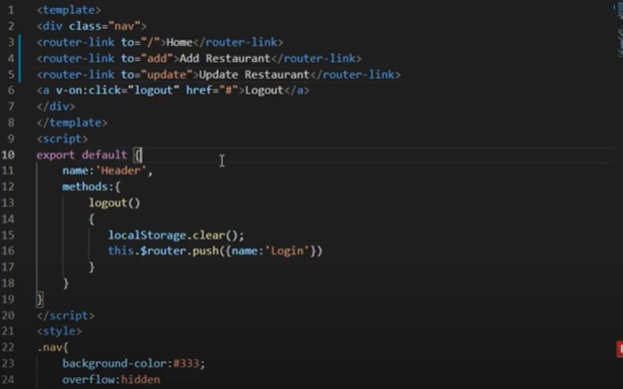 1 <template>
2 <div class="nav">
3 <router-link to="/">Home</router-link>
4 <router-link to="add">Add Restaurant</router-link>
5 <router-link to="update">Update Restaurant</router-link>
6 <a v-on:click="logout" href="#">Logout</a>
7 </div>
8 </template>
9 <script>
10 export default {
11 name:'Header',
12 methods:{
13 logout()
14 {
15 localStorage.clear();
16 this.$router.push({name:'Login'})
17 }
18 }
19 }
20 </script>
21 <style>
22 .nav{
23 background-color:#333;
24 overflow:hidden